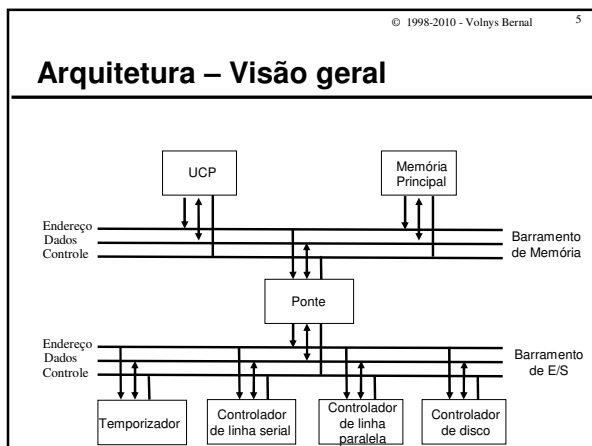 © 1998-2010 - Volnys Bernal 5
Arquitetura – Visão geral
UCP
Memória
Principal
Endereço
Dados
Controle
Barramento
de Memória
Ponte
Endereço
Dados
Controle
Barramento
de E/S
Temporizador
Controlador
de linha serial
Controlador
de linha
paralela
Controlador
de disco